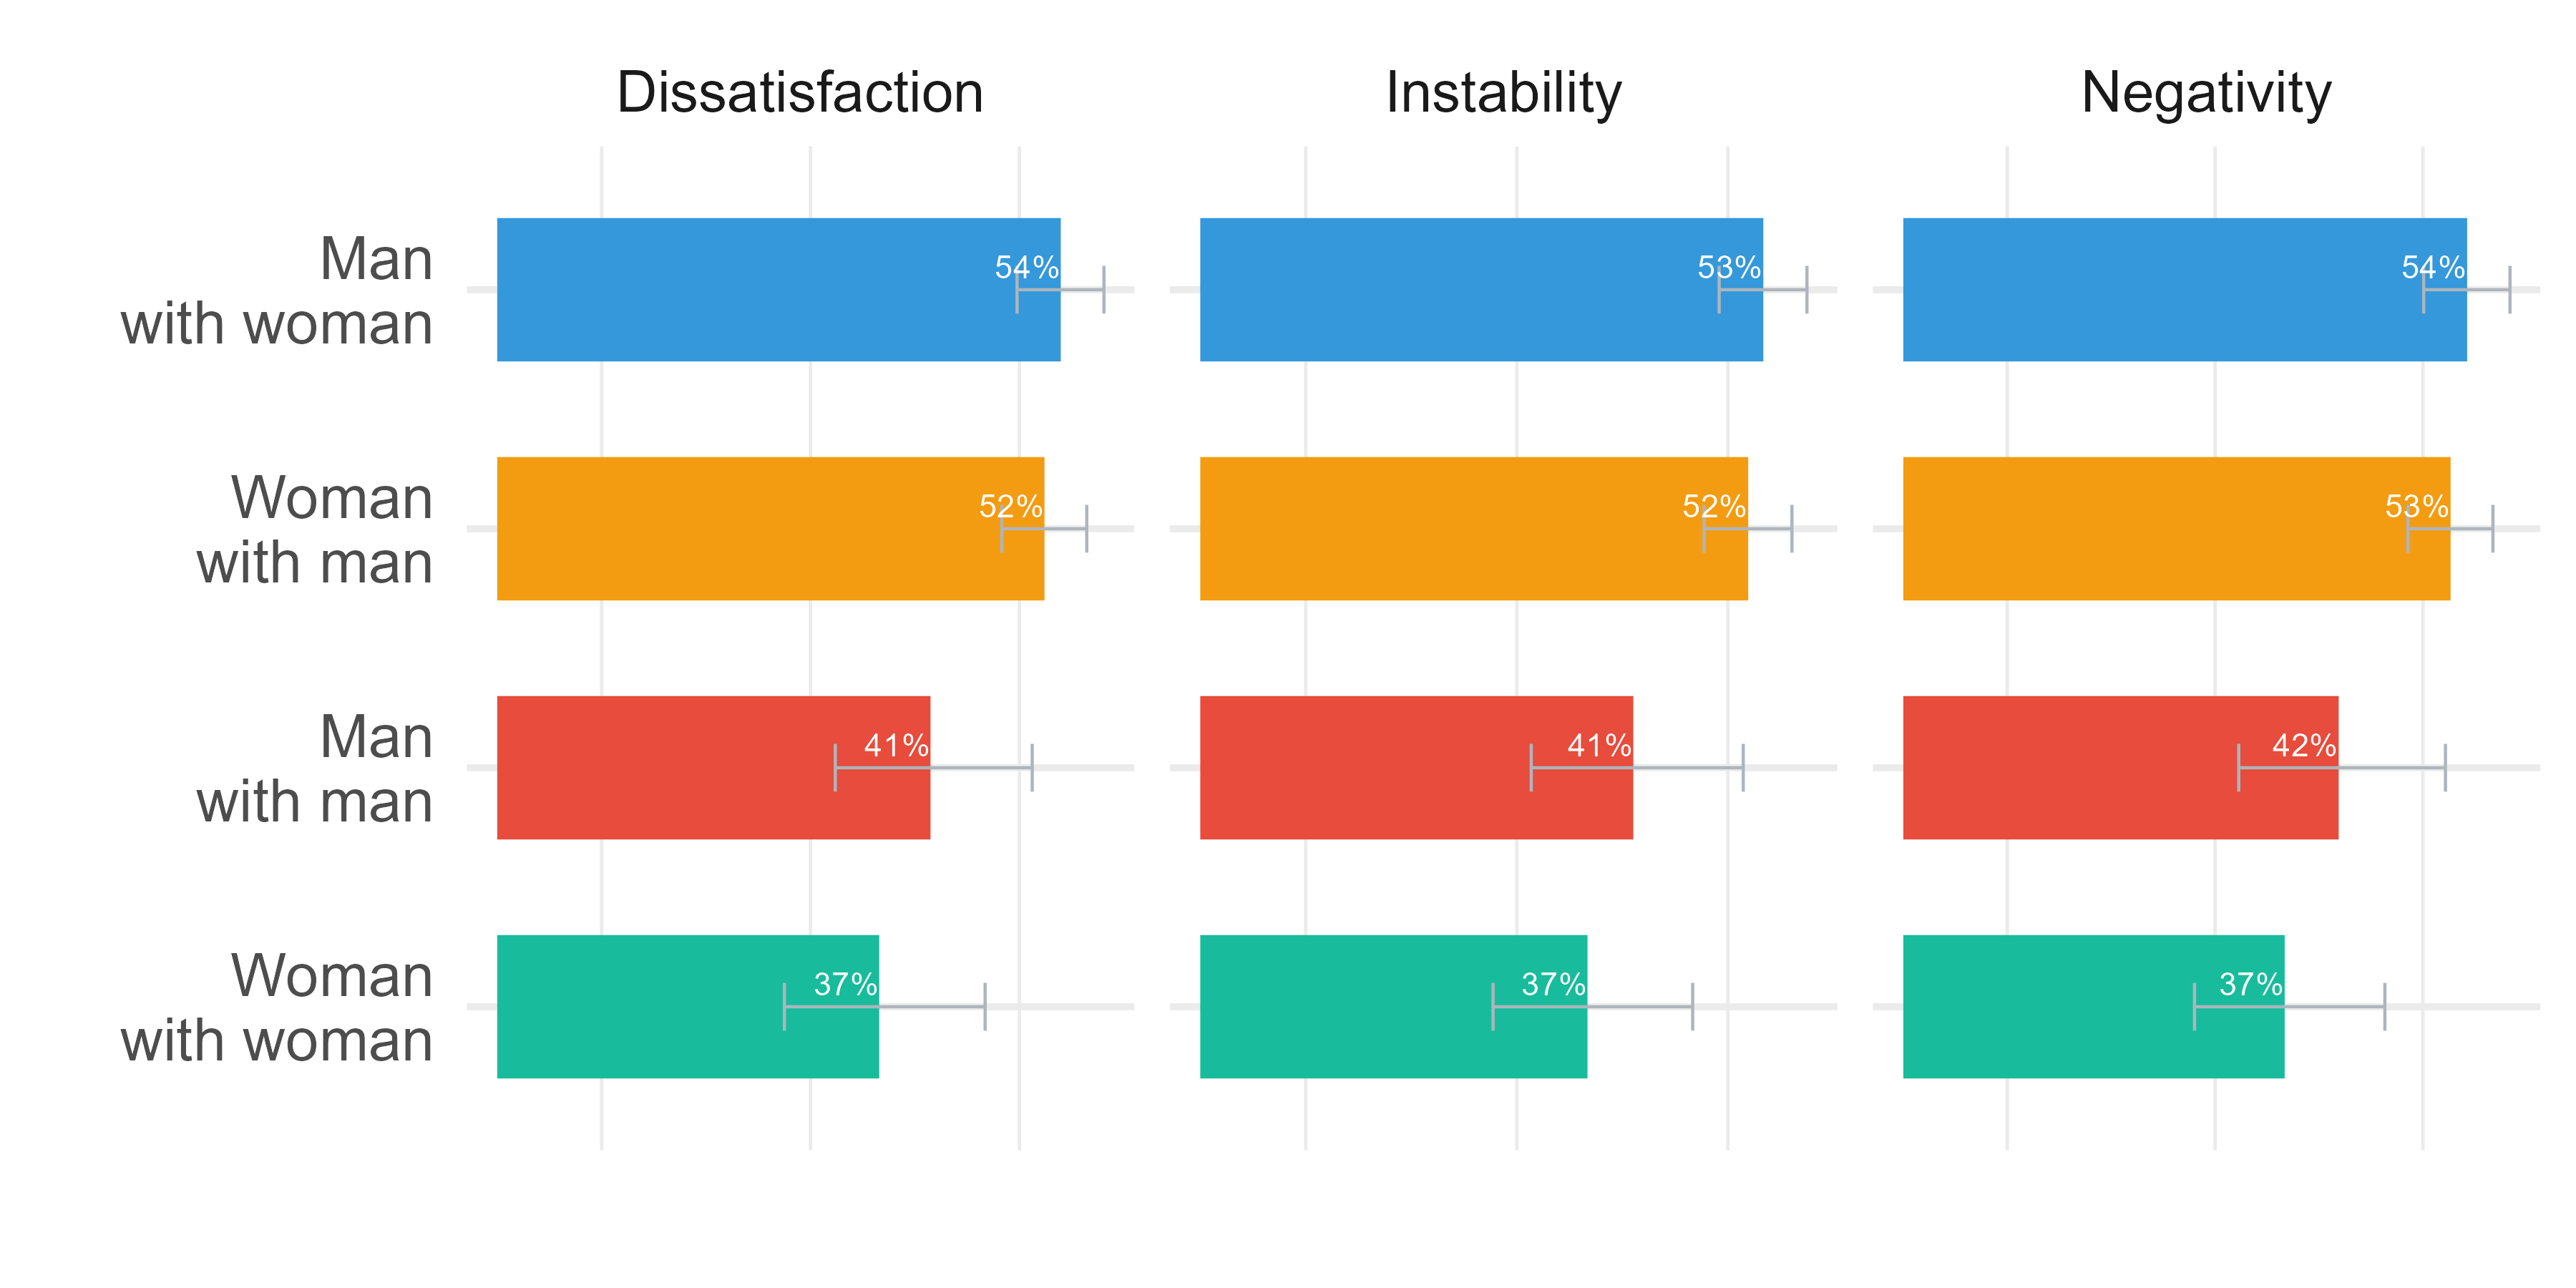 Dissatisfaction Instability Negativity
Man
with woman
54% 53% 54%
Woman
with man
52% 52% 53%
Man
with man
41% 41% 42%
Woman
with woman
37% 37% 37%